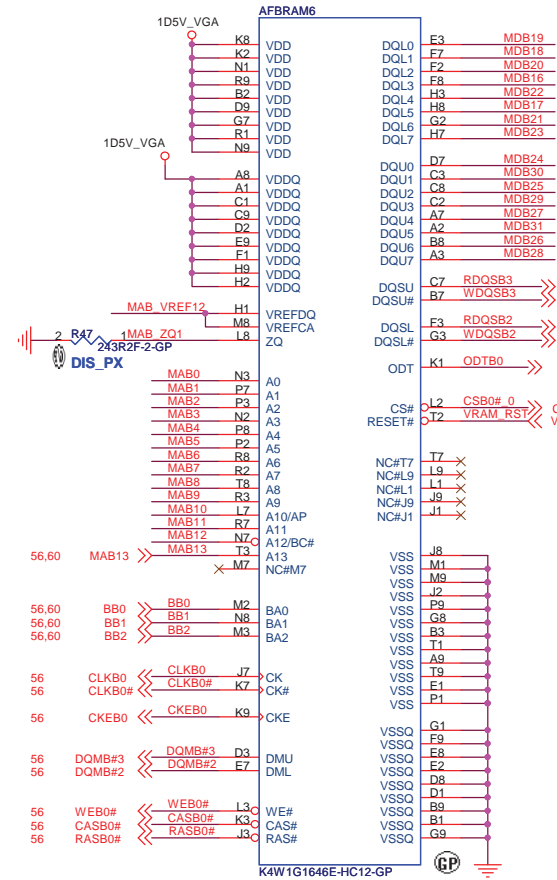 AFBRAM6
1D5V_VGA
K8 VDD
K2 VDD
N1 VDD
R9 VDD
B2 VDD
D9 VDD
G7 VDD
R1 VDD
N9 VDD
1D5V_VGA
A8 VDDQ
A1 VDDQ
C1 VDDQ
C9 VDDQ
D2 VDDQ
E9 VDDQ
F1 VDDQ
H9 VDDQ
H2 VDDQ
MAB_VREF12 H1 VREFDQ
M8 VREFCA
2 R47 1 MAB_ZQ1 L8 ZQ
243R2F-2-GP
DIS_PX
MAB0 N3 A0
MAB1 P7 A1
MAB2 P3 A2
MAB3 N2 A3
MAB4 P8 A4
MAB5 P2 A5
MAB6 R8 A6
MAB7 R2 A7
MAB8 T8 A8
MAB9 R3 A9
MAB10 L7 A10/AP
MAB11 R7 A11
MAB12 N7 A12/BC#
56,60 MAB13 MAB13 T3 A13
M7 NC#M7
56,60 BB0 BB0 M2 BA0
56,60 BB1 BB1 N8 BA1
56,60 BB2 BB2 M3 BA2
56 CLKB0 CLKB0 J7 CK
56 CLKB0# CLKB0# K7 CK#
56 CKEB0 CKEB0 K9 CKE
56 DQMB#3 DQMB#3 D3 DMU
56 DQMB#2 DQMB#2 E7 DML
56 WEB0# WEB0# L3 WE#
56 CASB0# CASB0# K3 CAS#
56 RASB0# RASB0# J3 RAS#
DQL0 E3 MDB19
DQL1 F7 MDB18
DQL2 F2 MDB20
DQL3 F8 MDB16
DQL4 H3 MDB22
DQL5 H8 MDB17
DQL6 G2 MDB21
DQL7 H7 MDB23
DQU0 D7 MDB24
DQU1 C3 MDB30
DQU2 C8 MDB25
DQU3 C2 MDB29
DQU4 A7 MDB27
DQU5 A2 MDB31
DQU6 B8 MDB26
DQU7 A3 MDB28
DQSU C7 RDQSB3
DQSU# B7 WDQSB3
DQSL F3 RDQSB2
DQSL# G3 WDQSB2
ODT K1 ODTB0
CS# L2 CSB0#_0
RESET# T2 VRAM_RST
NC#T7 T7
NC#L9 L9
NC#L1 L1
NC#J9 J9
NC#J1 J1
VSS J8
VSS M1
VSS M9
VSS J2
VSS P9
VSS G8
VSS B3
VSS T1
VSS A9
VSS T9
VSS E1
VSS P1
VSSQ G1
VSSQ F9
VSSQ E8
VSSQ E2
VSSQ D8
VSSQ D1
VSSQ B9
VSSQ B1
VSSQ G9
GP
K4W1G1646E-HC12-GP